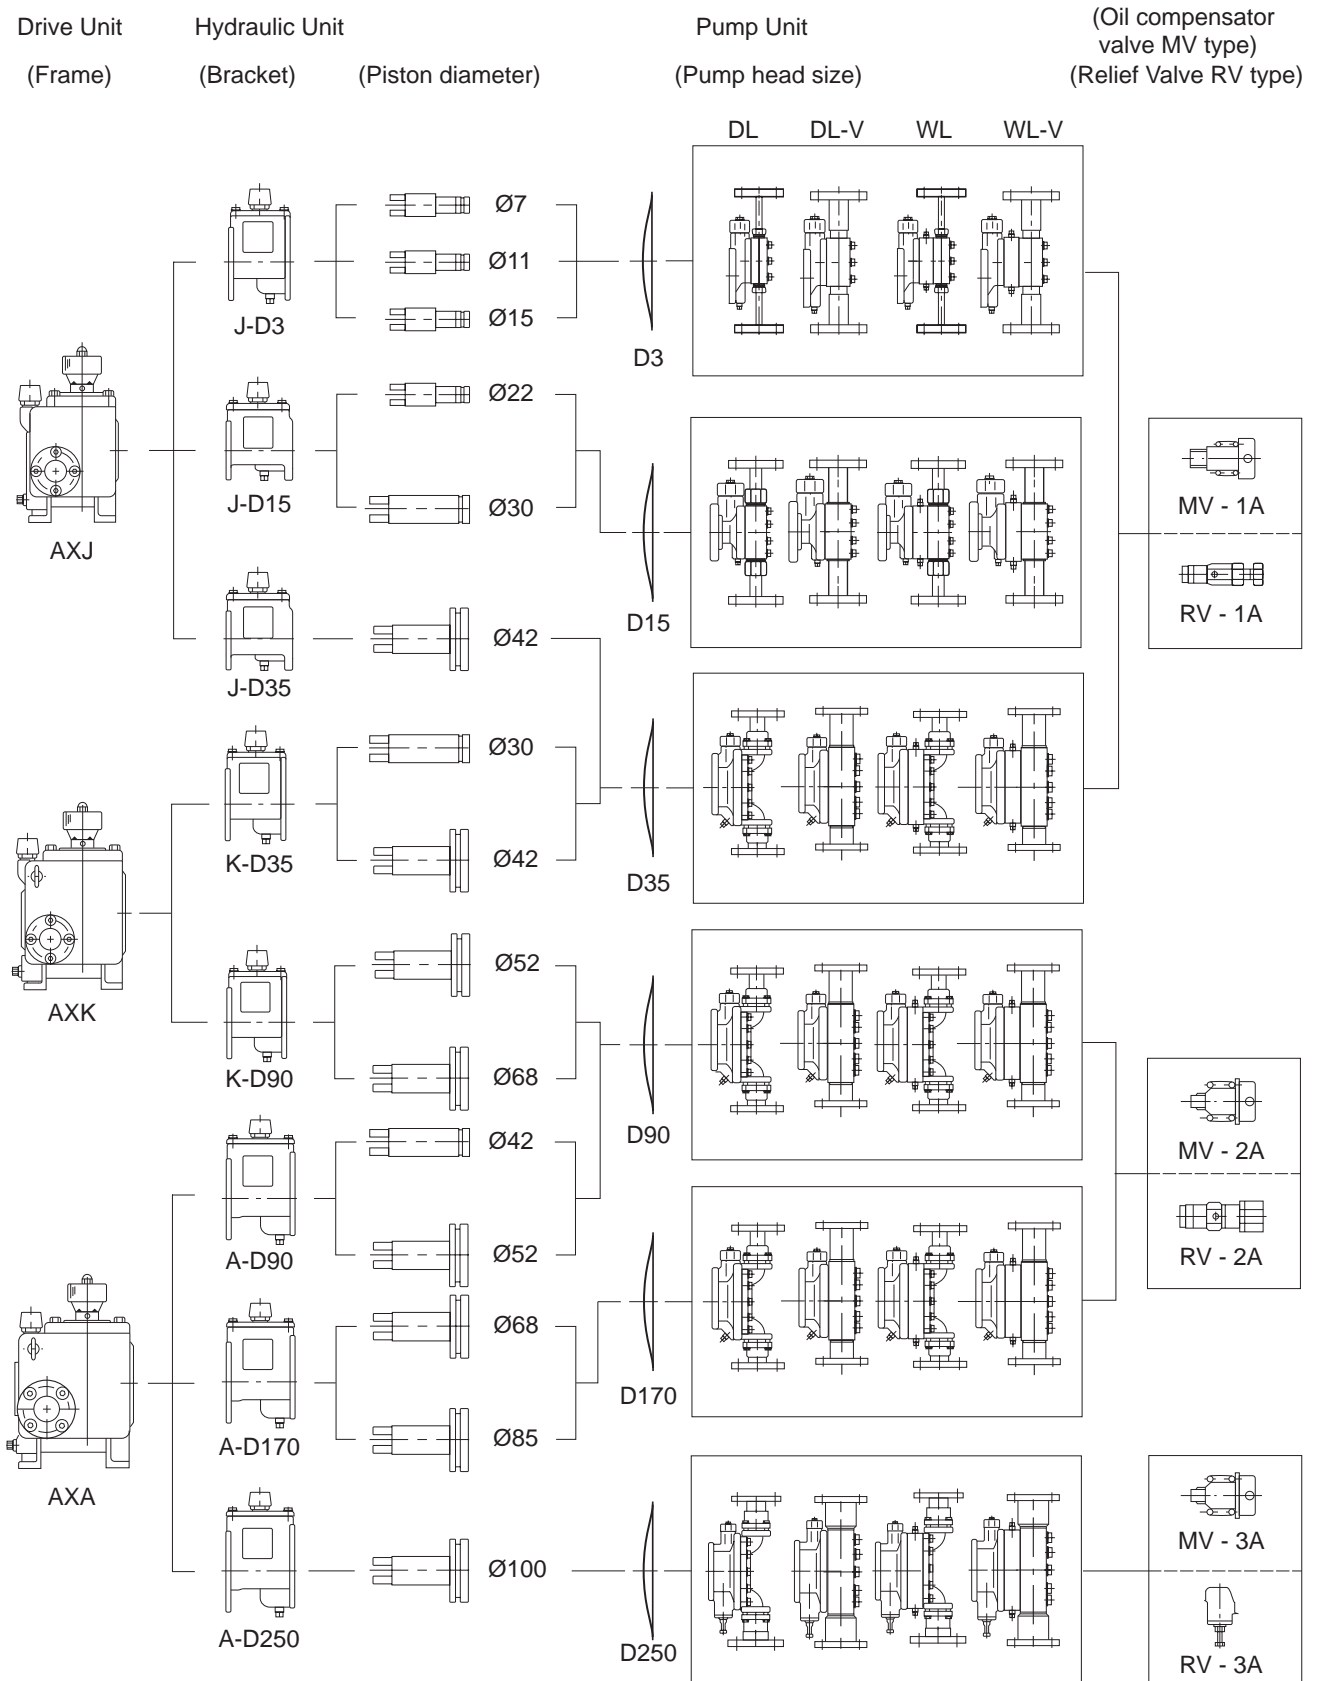 Drive Unit
Hydraulic Unit
Pump Unit
(Oil compensator
valve MV type)
(Frame)
(Bracket)
(Piston diameter)
(Pump head size)
(Relief Valve RV type)
DL
DL-V
WL
WL-V
Ø7
Ø11
Ø15
J-D3
D3
Ø22
J-D15
Ø30
AXJ
D15
MV - 1A
RV - 1A
Ø42
J-D35
Ø30
K-D35
Ø42
D35
Ø52
AXK
K-D90
Ø68
D90
Ø42
A-D90
Ø52
MV - 2A
RV - 2A
Ø68
A-D170
Ø85
D170
AXA
Ø100
A-D250
D250
MV - 3A
RV - 3A